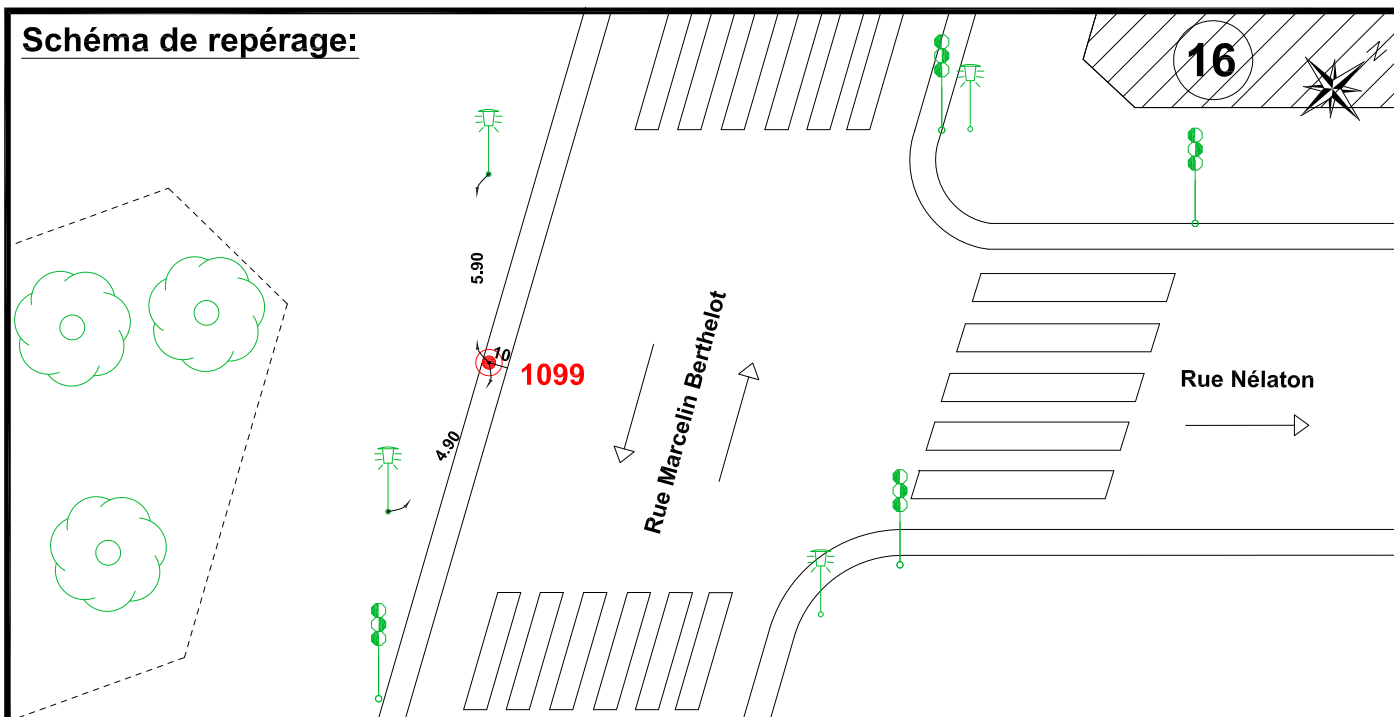 Schéma de repérage:
16
N
5.90
10
1099
4.90
Rue Marcelin Berthelot
Rue Nélaton